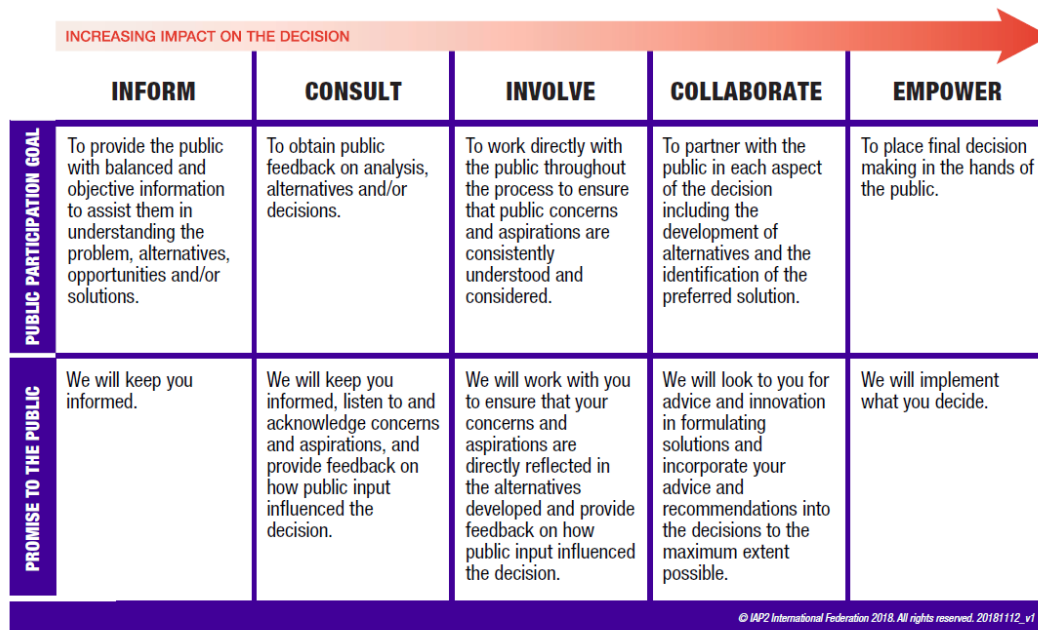 INCREASING IMPACT ON THE DECISION
INFORM
CONSULT
INVOLVE
COLLABORATE
EMPOWER
PUBLIC PARTICIPATION GOAL
To provide the public
with balanced and
objective information
to assist them in
understanding the
problem, alternatives,
opportunities and/or
solutions.
To obtain public
feedback on analysis,
alternatives and/or
decisions.
To work directly with
the public throughout
the process to ensure
that public concerns
and aspirations are
consistently
understood and
considered.
To partner with the
public in each aspect
of the decision
including the
development of
alternatives and the
identification of the
preferred solution.
To place final decision
making in the hands of
the public.
PROMISE TO THE PUBLIC
We will keep you
informed.
We will keep you
informed, listen to and
acknowledge concerns
and aspirations, and
provide feedback on
how public input
influenced the
decision.
We will work with you
to ensure that your
concerns and
aspirations are
directly reflected in
the alternatives
developed and provide
feedback on how
public input influenced
the decision.
We will look to you for
advice and innovation
in formulating
solutions and
incorporate your
advice and
recommendations into
the decisions to the
maximum extent
possible.
We will implement
what you decide.
© IAP2 International Federation 2018. All rights reserved. 20181112_v1